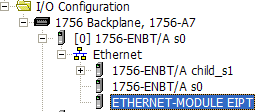 I/O Configuration
1756 Backplane, 1756-A7
[0] 1756-ENBT/A s0
Ethernet
1756-ENBT/A child_s1
1756-ENBT/A s0
ETHERNET-MODULE EIPT